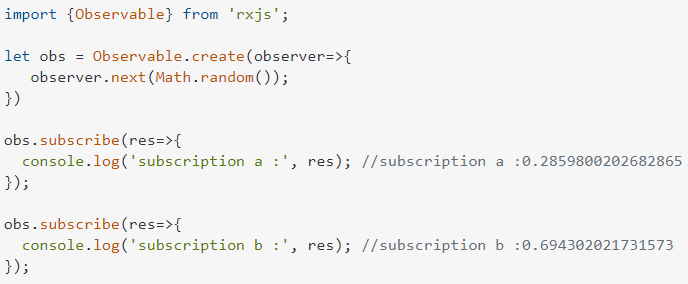 import {Observable} from 'rxjs';
let obs = Observable.create(observer=>{
observer.next(Math.random());
})
obs.subscribe(res=>{
console.log('subscription a :', res); //subscription a :0.2859800202682865
});
obs.subscribe(res=>{
console.log('subscription b :', res); //subscription b :0.694302021731573
});